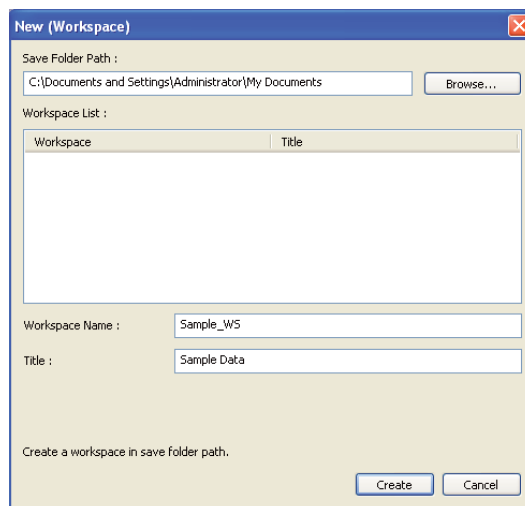 New (Workspace)
Save Folder Path :
C:\Documents and Settings\Administrator\My Documents
Browse...
Workspace List :
Workspace Title
Workspace Name : Sample_WS
Title : Sample Data
Create a workspace in save folder path.
Create Cancel